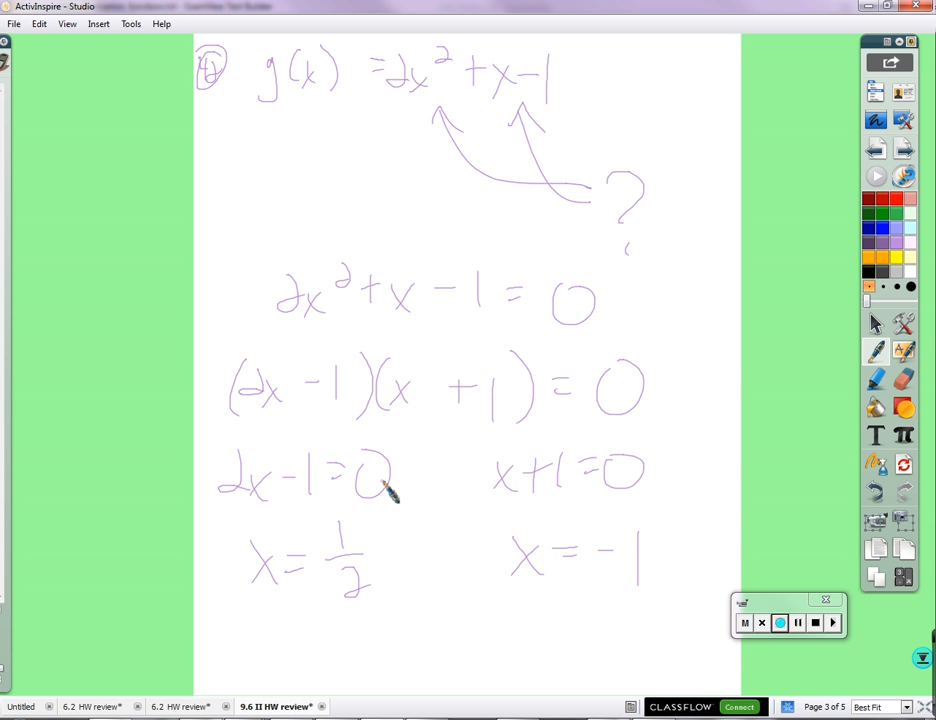 ActivInspire - Studio
File Edit View Insert Tools Help
g(x) = 2x² + x - 1
?
2x² + x - 1 = 0
(2x - 1)(x + 1) = 0
2x - 1 = 0 x + 1 = 0
x = 1/2 x = -1
M
Untitled 6.2 HW review* 6.2 HW review* 9.6 II HW review* CLASSFLOW Connect Page 3 of 5 Best Fit